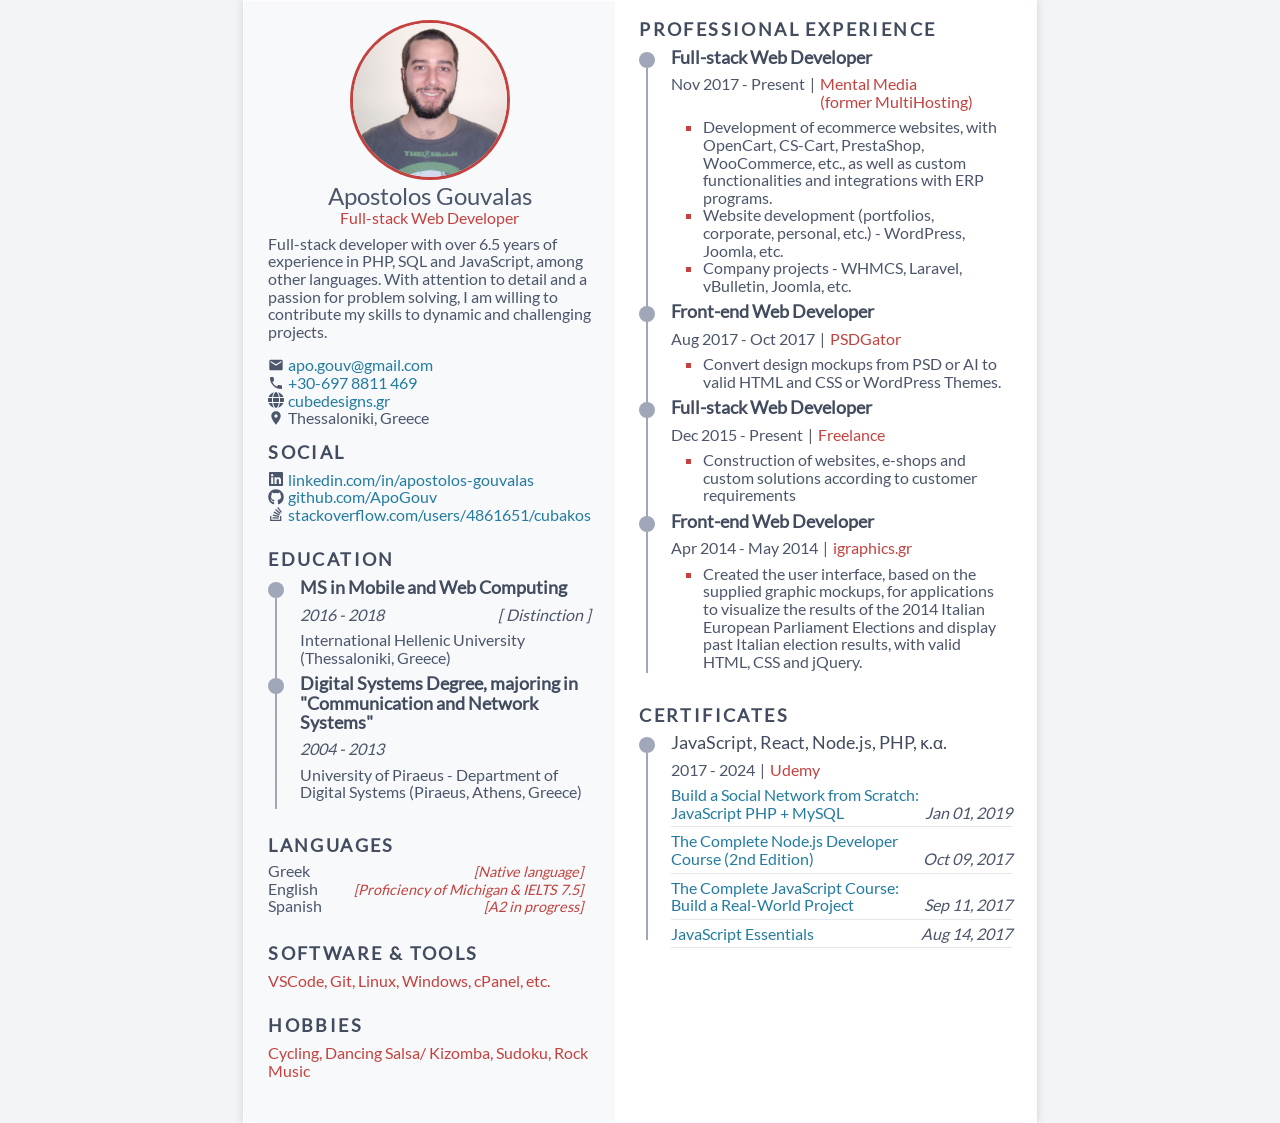 Apostolos Gouvalas
Full-stack Web Developer
Full-stack developer with over 6.5 years of
experience in PHP, SQL and JavaScript, among
other languages. With attention to detail and a
passion for problem solving, I am willing to
contribute my skills to dynamic and challenging
projects.
apo.gouv@gmail.com
+30-697 8811 469
cubedesigns.gr
Thessaloniki, Greece
SOCIAL
linkedin.com/in/apostolos-gouvalas
github.com/ApoGouv
stackoverflow.com/users/4861651/cubakos
EDUCATION
MS in Mobile and Web Computing
2016 - 2018 [ Distinction ]
International Hellenic University
(Thessaloniki, Greece)
Digital Systems Degree, majoring in
"Communication and Network
Systems"
2004 - 2013
University of Piraeus - Department of
Digital Systems (Piraeus, Athens, Greece)
LANGUAGES
Greek [Native language]
English [Proficiency of Michigan & IELTS 7.5]
Spanish [A2 in progress]
SOFTWARE & TOOLS
VSCode, Git, Linux, Windows, cPanel, etc.
HOBBIES
Cycling, Dancing Salsa/ Kizomba, Sudoku, Rock
Music
PROFESSIONAL EXPERIENCE
Full-stack Web Developer
Nov 2017 - Present | Mental Media
(former MultiHosting)
Development of ecommerce websites, with
OpenCart, CS-Cart, PrestaShop,
WooCommerce, etc., as well as custom
functionalities and integrations with ERP
programs.
Website development (portfolios,
corporate, personal, etc.) - WordPress,
Joomla, etc.
Company projects - WHMCS, Laravel,
vBulletin, Joomla, etc.
Front-end Web Developer
Aug 2017 - Oct 2017 | PSDGator
Convert design mockups from PSD or AI to
valid HTML and CSS or WordPress Themes.
Full-stack Web Developer
Dec 2015 - Present | Freelance
Construction of websites, e-shops and
custom solutions according to customer
requirements
Front-end Web Developer
Apr 2014 - May 2014 | igraphics.gr
Created the user interface, based on the
supplied graphic mockups, for applications
to visualize the results of the 2014 Italian
European Parliament Elections and display
past Italian election results, with valid
HTML, CSS and jQuery.
CERTIFICATES
JavaScript, React, Node.js, PHP, κ.α.
2017 - 2024 | Udemy
Build a Social Network from Scratch:
JavaScript PHP + MySQL Jan 01, 2019
The Complete Node.js Developer
Course (2nd Edition) Oct 09, 2017
The Complete JavaScript Course:
Build a Real-World Project Sep 11, 2017
JavaScript Essentials Aug 14, 2017